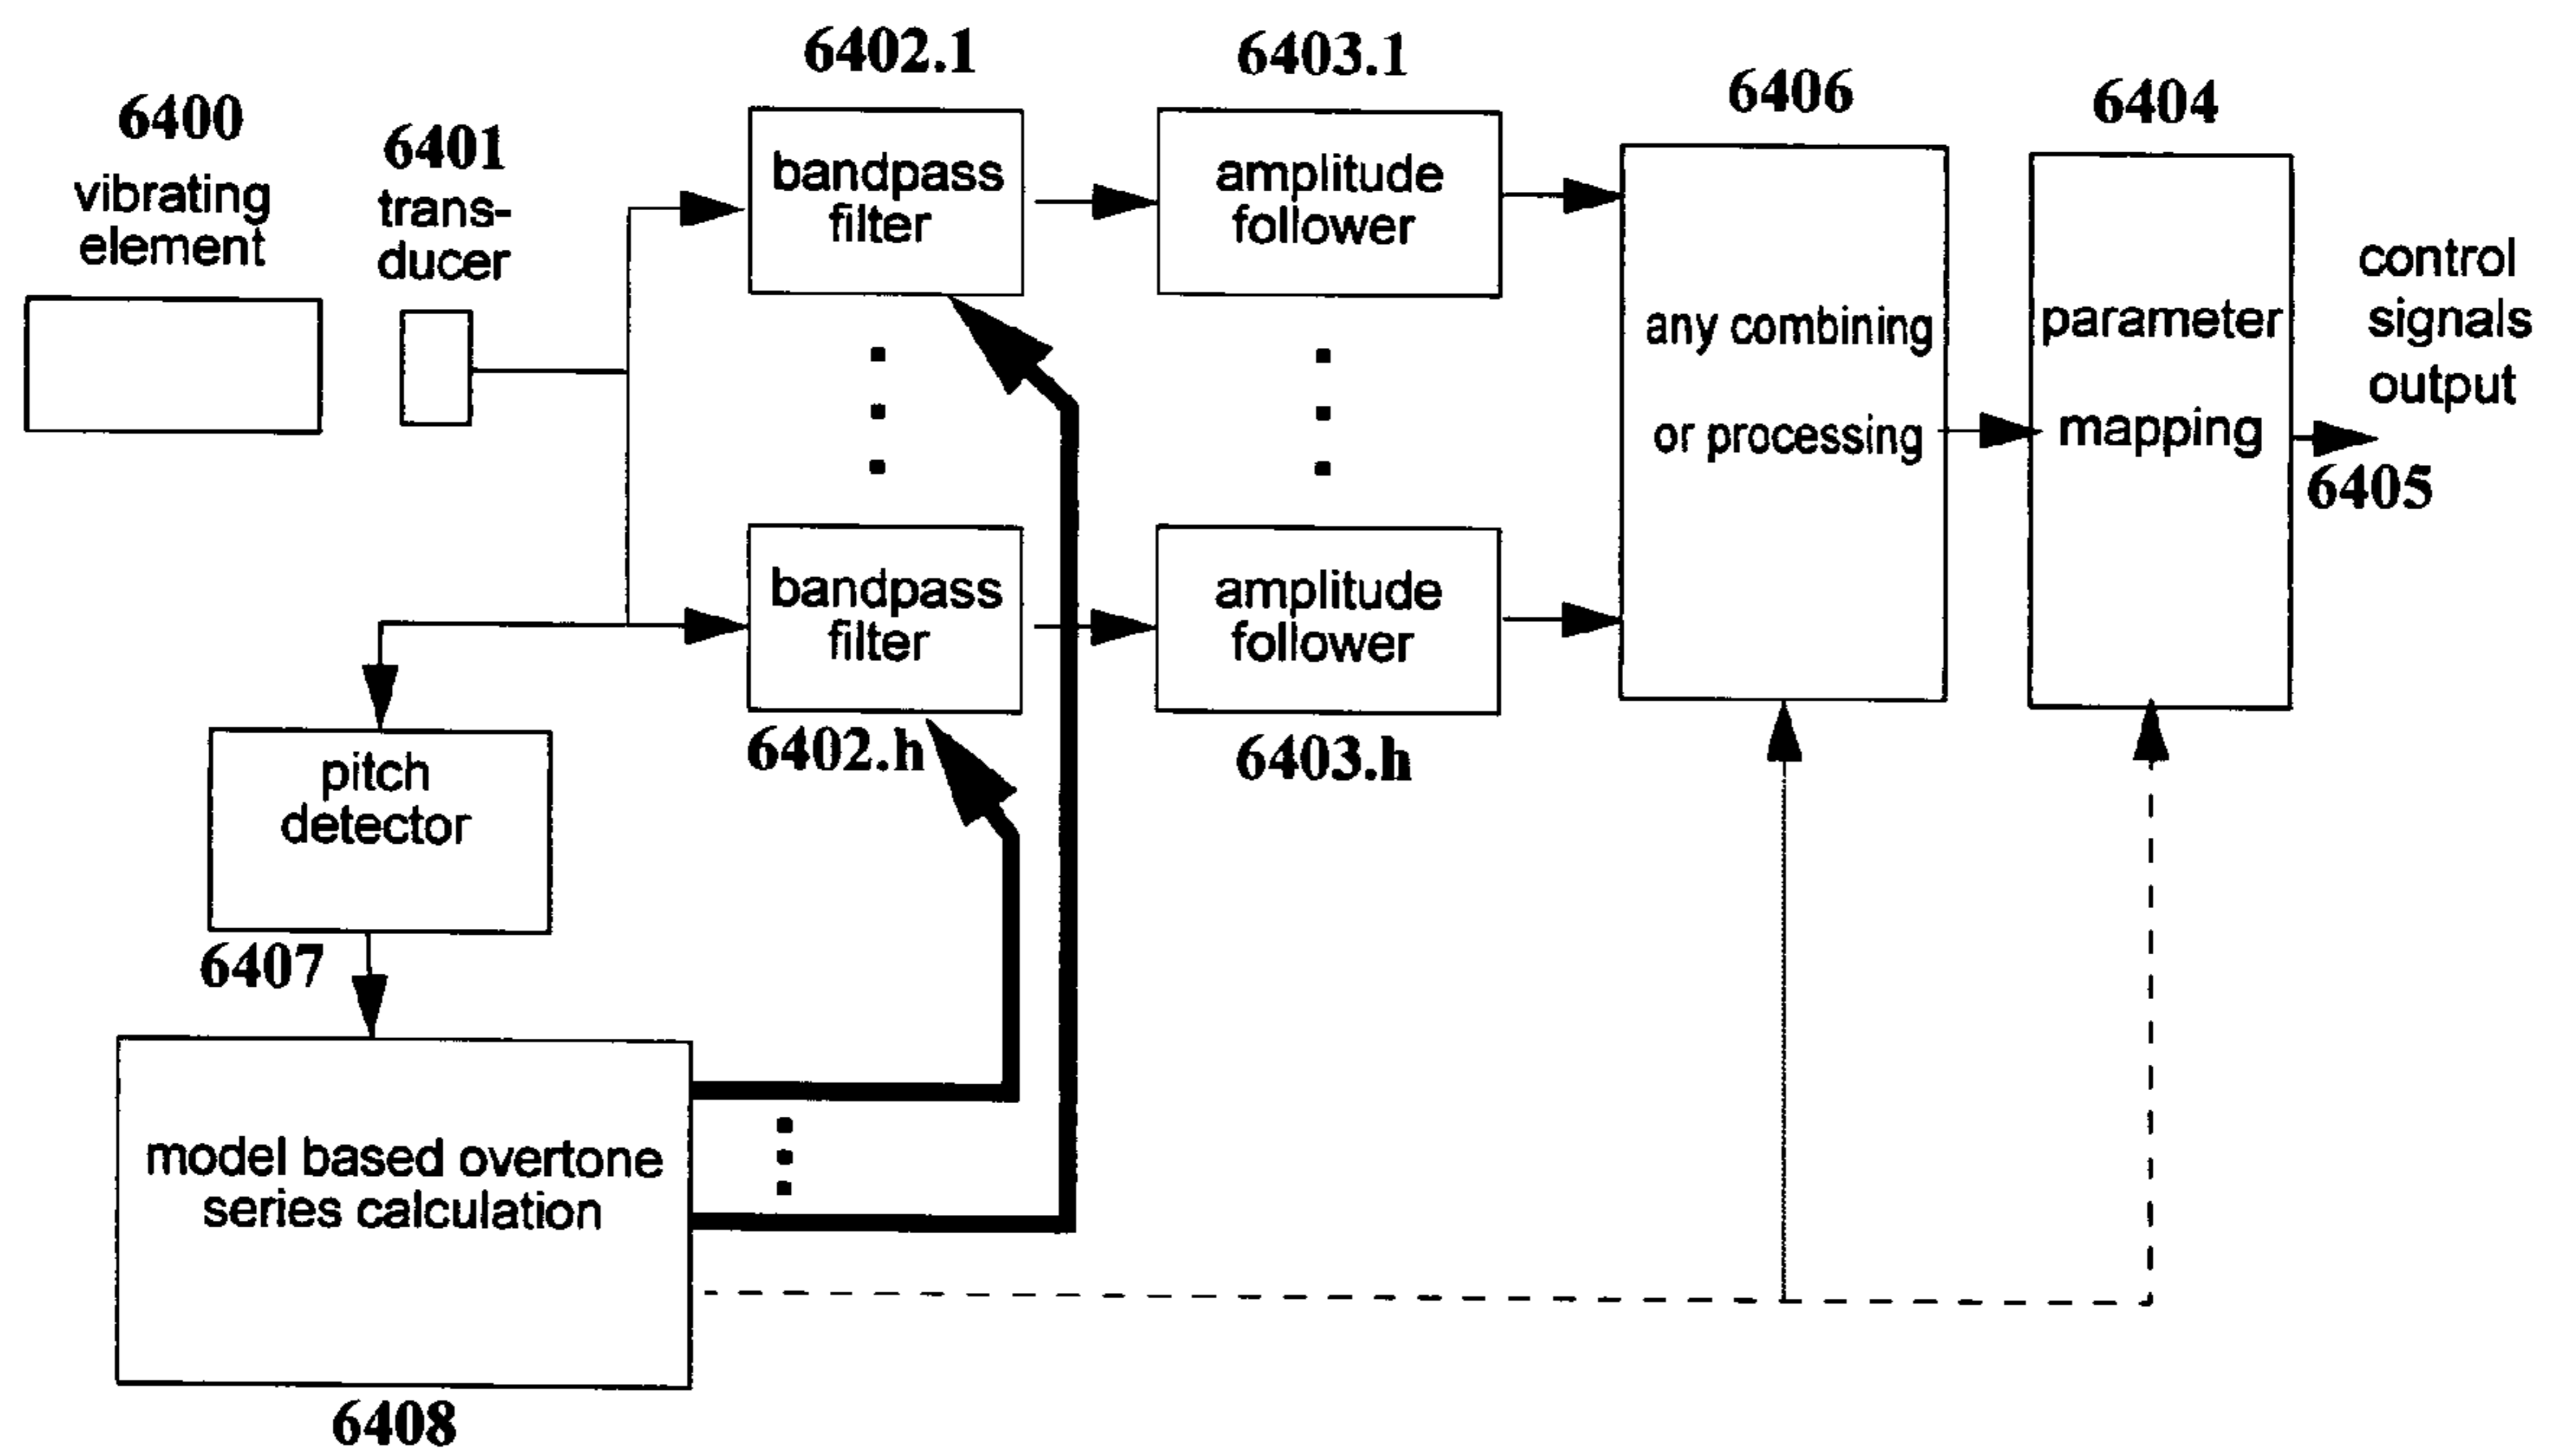 6400
vibrating
element
6401
trans-
ducer
6402.1
bandpass
filter
6403.1
amplitude
follower
6406
any combining
or processing
6404
parameter
mapping
control
signals
output
6405
bandpass
filter
6402.h
amplitude
follower
6403.h
pitch
detector
6407
model based overtone
series calculation
6408